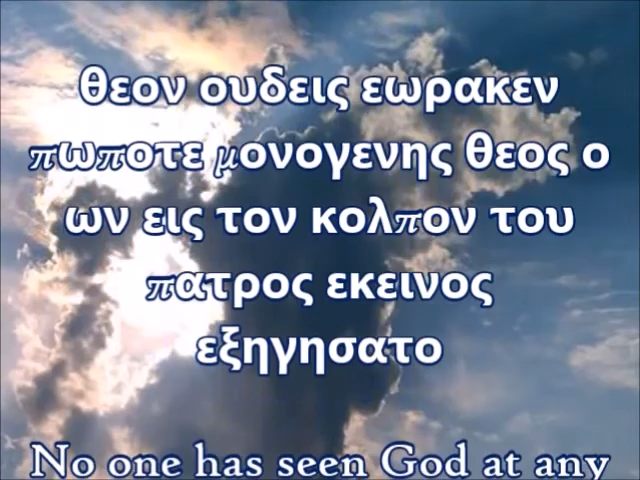 θεον ουδεις εωρακεν
πωποτε μονογενης θεος ο
ων εις τον κολπον του
πατρος εκεινος
εξηγησατο
No one has seen God at any